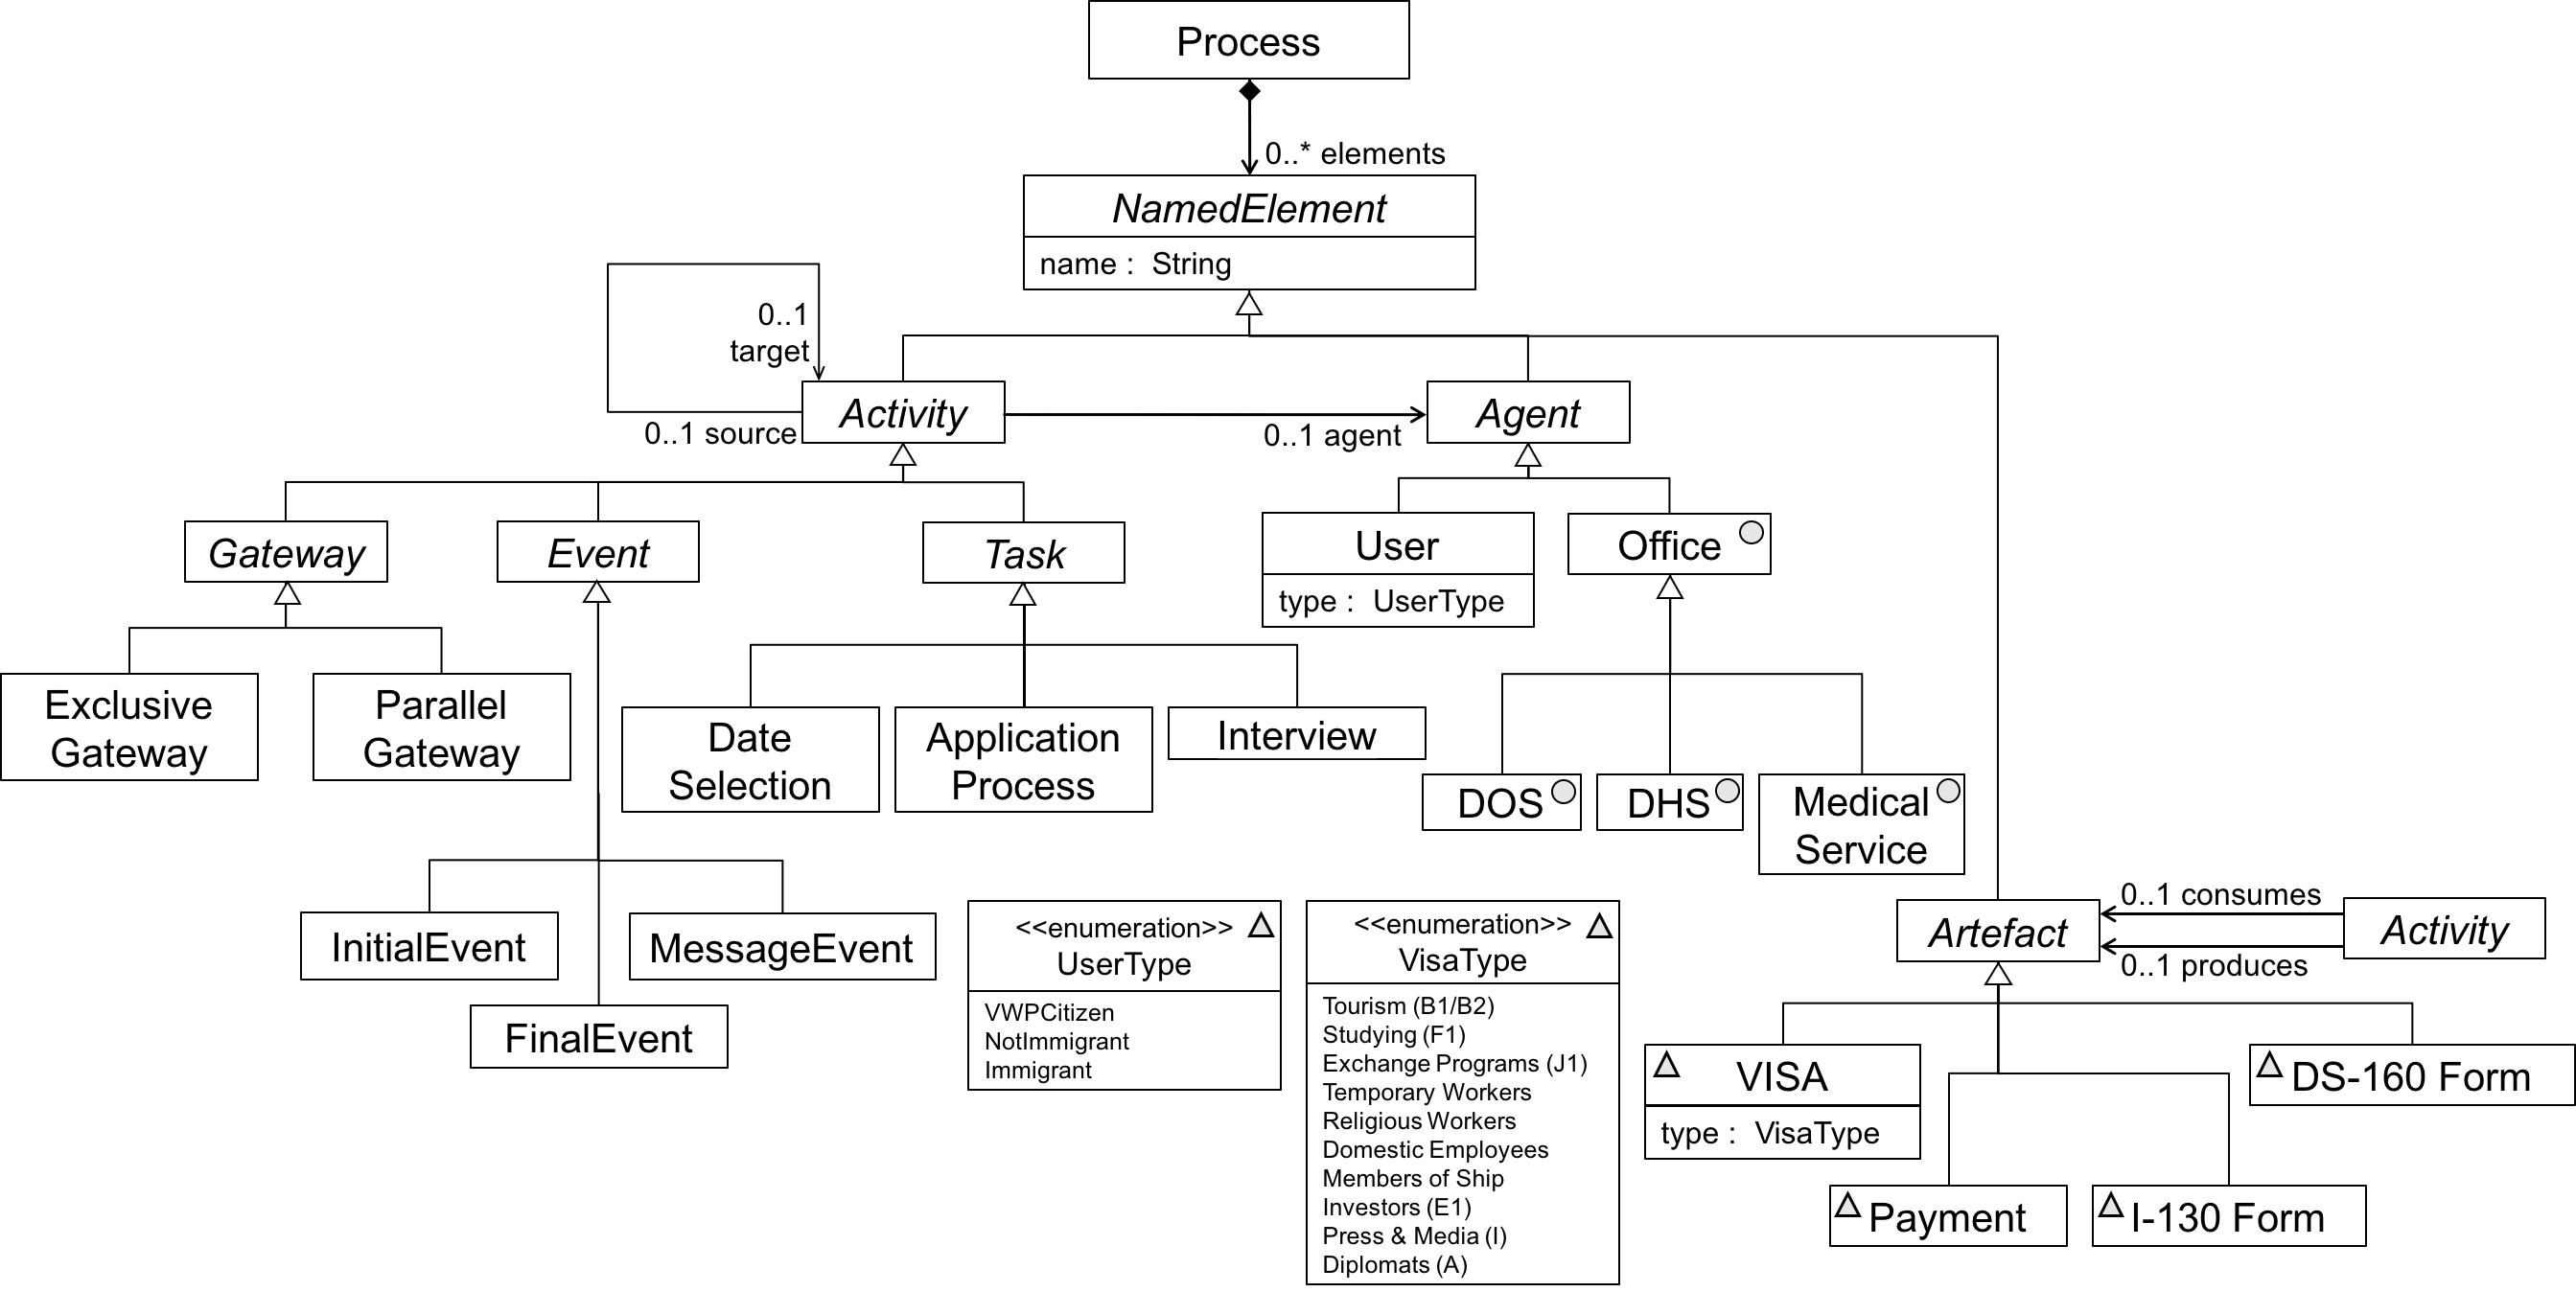 Process
0..* elements
NamedElement
name : String
0..1
target
Activity
0..1 source
0..1 agent
Agent
Gateway
Event
Task
User
type : UserType
Office
Exclusive
Gateway
Parallel
Gateway
Date
Selection
Application
Process
Interview
DOS
DHS
Medical
Service
InitialEvent
MessageEvent
FinalEvent
<<enumeration>>
UserType
VWPCitizen
NotImmigrant
Immigrant
<<enumeration>>
VisaType
Tourism (B1/B2)
Studying (F1)
Exchange Programs (J1)
Temporary Workers
Religious Workers
Domestic Employees
Members of Ship
Investors (E1)
Press & Media (I)
Diplomats (A)
Artefact
0..1 consumes
0..1 produces
Activity
VISA
type : VisaType
DS-160 Form
Payment
I-130 Form